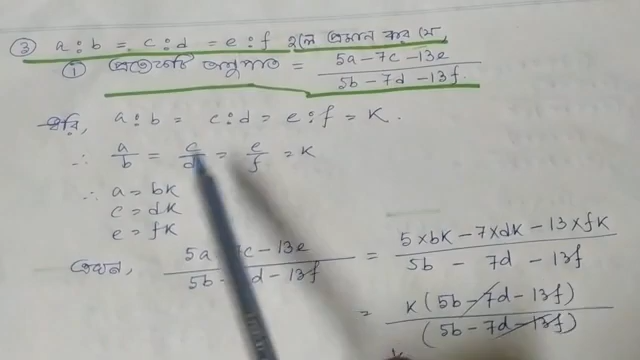 ③ a:b = c:d = e:f হলে প্রমান কর যে,
① প্রত্যেকটি অনুপাত = (5a-7c-13e)/(5b-7d-13f)
ধরি, a:b = c:d = e:f = K.
∴ a/b = c/d = e/f = K
∴ a = bK
c = dK
e = fK
এখন, (5a-7c-13e)/(5b-7d-13f) = (5×bK-7×dK-13×fK)/(5b-7d-13f)
= K(5b-7d-13f)/(5b-7d-13f)